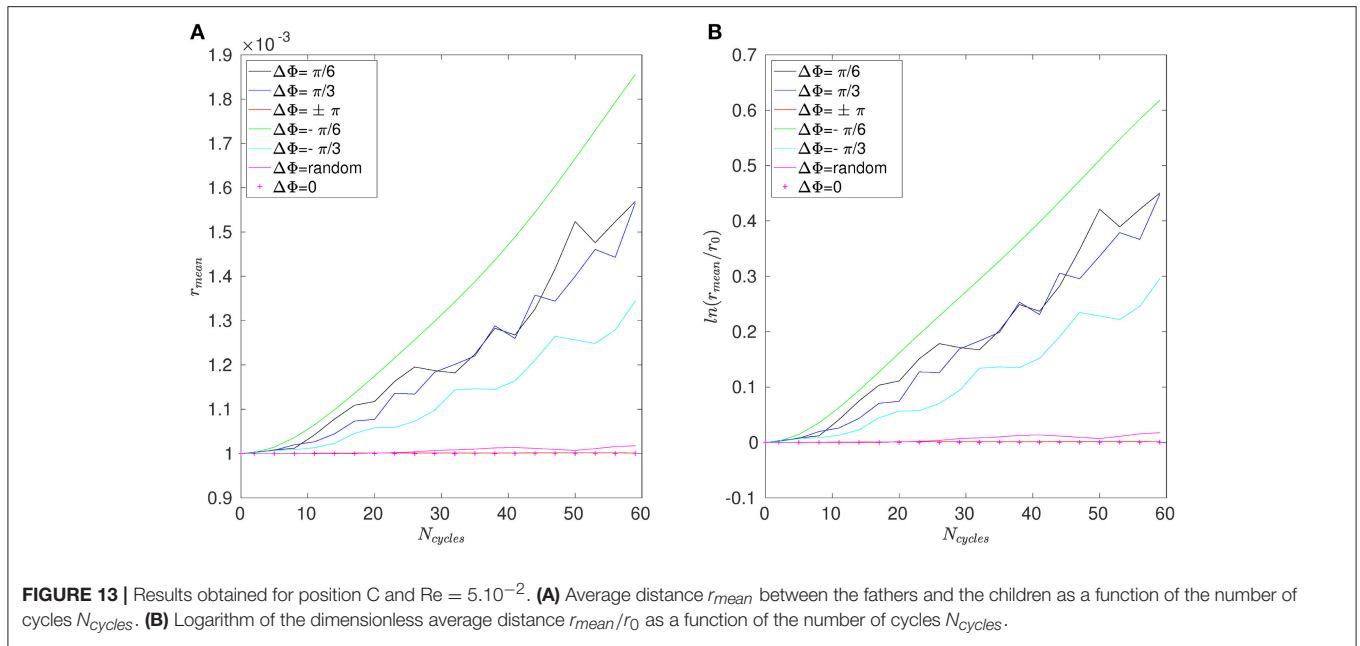 A
×10⁻³
1.9
1.8
1.7
1.6
1.5
1.4
1.3
1.2
1.1
1
0.9
r_mean
0 10 20 30 40 50 60
N_cycles
ΔΦ= π/6
ΔΦ= π/3
ΔΦ= ± π
ΔΦ=- π/6
ΔΦ=- π/3
ΔΦ=random
ΔΦ=0
B
0.7
0.6
0.5
0.4
0.3
0.2
0.1
0
-0.1
ln(r_mean/r_0)
0 10 20 30 40 50 60
N_cycles
ΔΦ= π/6
ΔΦ= π/3
ΔΦ= ± π
ΔΦ=- π/6
ΔΦ=- π/3
ΔΦ=random
ΔΦ=0
FIGURE 13 | Results obtained for position C and Re = 5.10⁻². (A) Average distance r_mean between the fathers and the children as a function of the number of
cycles N_cycles. (B) Logarithm of the dimensionless average distance r_mean/r_0 as a function of the number of cycles N_cycles.